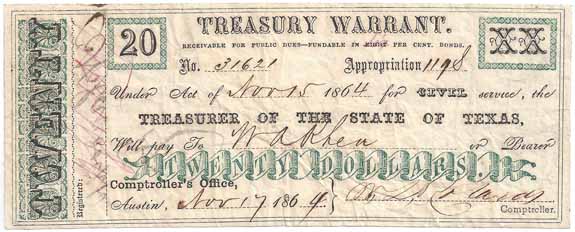 TWENTY
Registered:
20
TREASURY WARRANT.
XX
RECEIVABLE FOR PUBLIC DUES—FUNDABLE IN EIGHT PER CENT. BONDS.
No. 51621 Appropriation 1198
Under Act of Nov 15 1864 for CIVIL service, the
TREASURER OF THE STATE OF TEXAS,
Will pay To or Bearer
TWENTY DOLLARS.
Comptroller's Office,
Austin, Nov 17 1864
Comptroller.